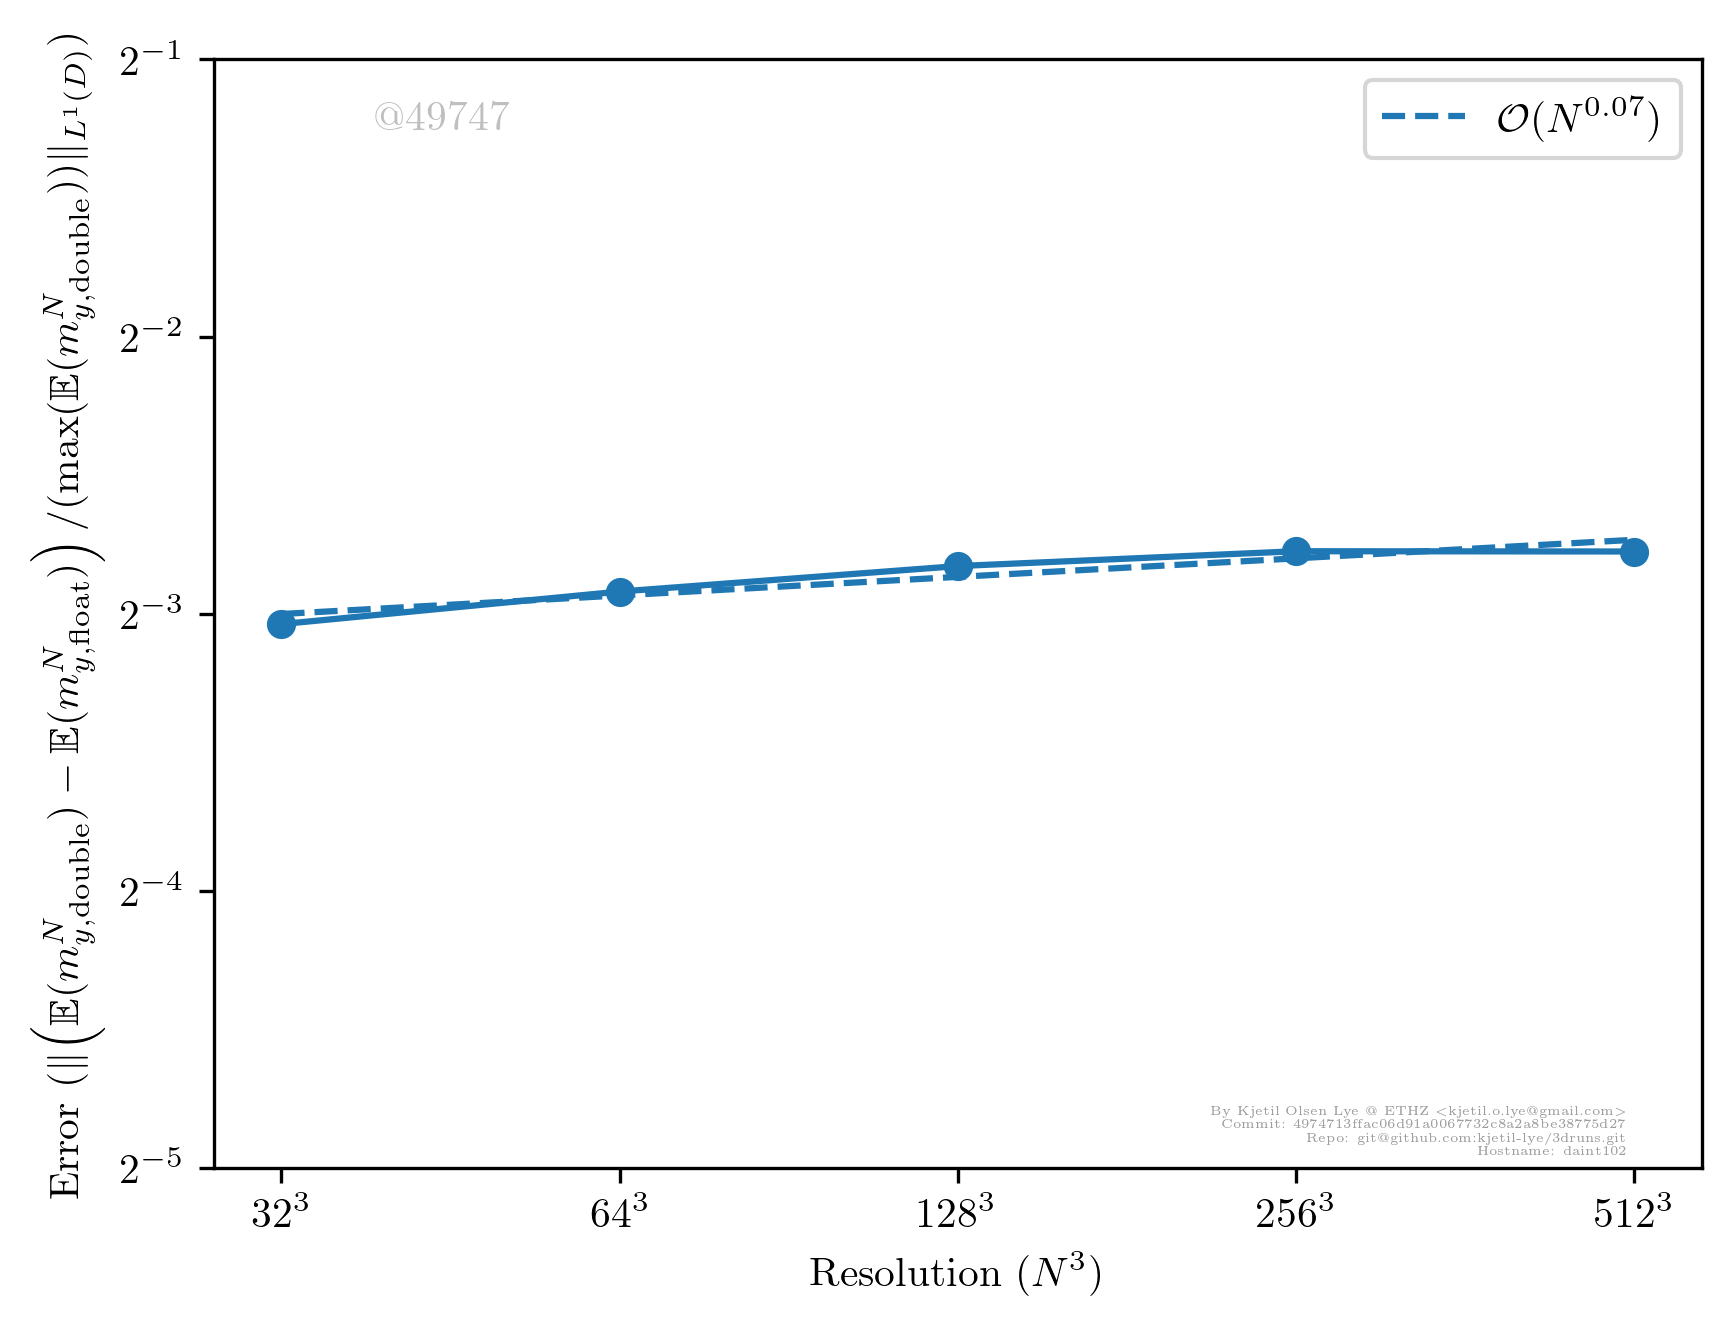 Error (‖(𝔼(m^N_{y,double}) − 𝔼(m^N_{y,float}))/(max(𝔼(m^N_{y,double}))‖_{L^1(D)})
2^{−1}
2^{−2}
2^{−3}
2^{−4}
2^{−5}
@49747
𝒪(N^{0.07})
By Kjetil Olsen Lye @ ETHZ <kjetil.o.lye@gmail.com>
Commit: 4974713ffac06d91a0067732c8a2a8be38775d27
Repo: git@github.com:kjetil-lye/3druns.git
Hostname: daint102
32^3 64^3 128^3 256^3 512^3
Resolution (N^3)